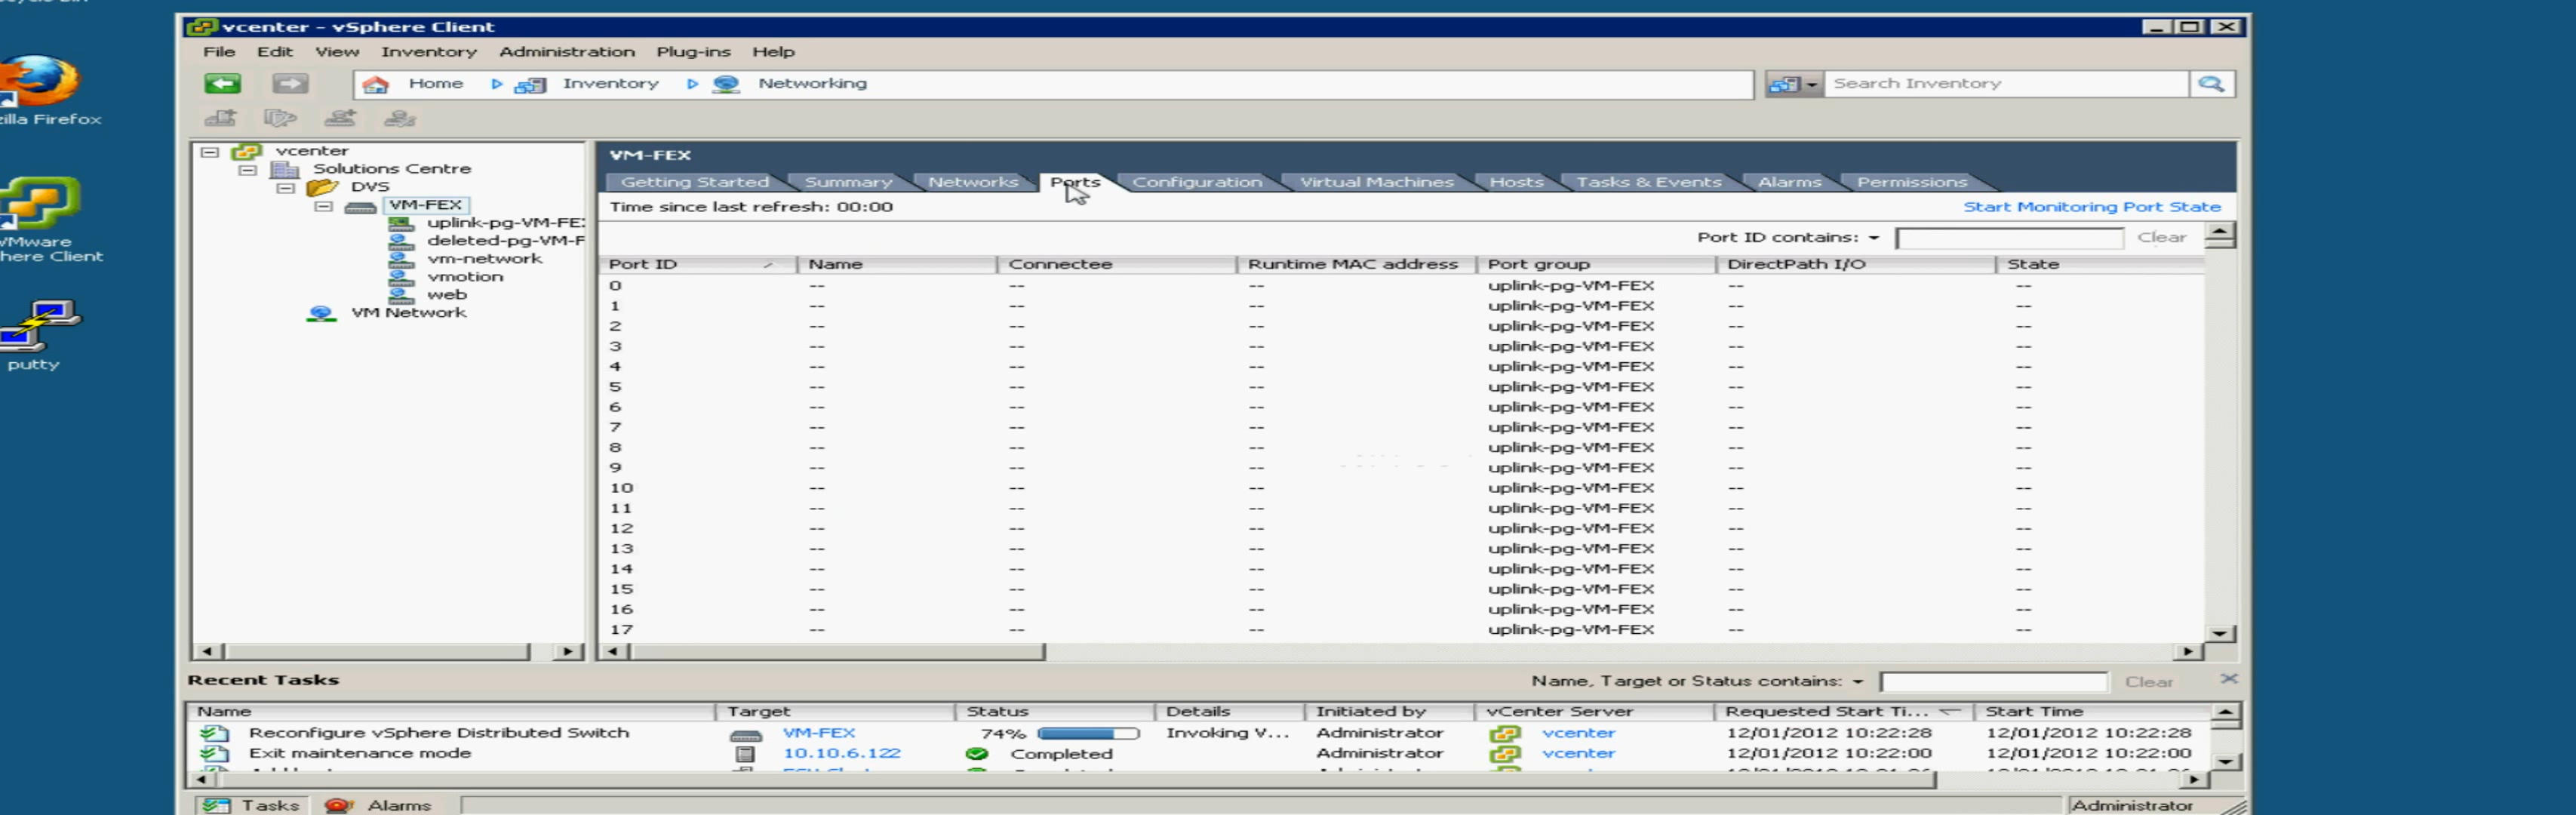 vcenter - vSphere Client
File Edit View Inventory Administration Plug-ins Help
Home Inventory Networking Search Inventory
zilla Firefox
VMware
here Client
putty
vcenter
Solutions Centre
DVS
VM-FEX
uplink-pg-VM-FE
deleted-pg-VM-F
vm-network
vmotion
web
VM Network
VM-FEX
Getting Started Summary Networks Ports Configuration Virtual Machines Hosts Tasks & Events Alarms Permissions
Time since last refresh: 00:00 Start Monitoring Port State
Port ID contains: Clear
Port ID Name Connectee Runtime MAC address Port group DirectPath I/O State
0 -- -- -- uplink-pg-VM-FEX -- --
1 -- -- -- uplink-pg-VM-FEX -- --
2 -- -- -- uplink-pg-VM-FEX -- --
3 -- -- -- uplink-pg-VM-FEX -- --
4 -- -- -- uplink-pg-VM-FEX -- --
5 -- -- -- uplink-pg-VM-FEX -- --
6 -- -- -- uplink-pg-VM-FEX -- --
7 -- -- -- uplink-pg-VM-FEX -- --
8 -- -- -- uplink-pg-VM-FEX -- --
9 -- -- -- uplink-pg-VM-FEX -- --
10 -- -- -- uplink-pg-VM-FEX -- --
11 -- -- -- uplink-pg-VM-FEX -- --
12 -- -- -- uplink-pg-VM-FEX -- --
13 -- -- -- uplink-pg-VM-FEX -- --
14 -- -- -- uplink-pg-VM-FEX -- --
15 -- -- -- uplink-pg-VM-FEX -- --
16 -- -- -- uplink-pg-VM-FEX -- --
17 -- -- -- uplink-pg-VM-FEX -- --
Recent Tasks Name, Target or Status contains: Clear
Name Target Status Details Initiated by vCenter Server Requested Start Ti... Start Time
Reconfigure vSphere Distributed Switch VM-FEX 74% Invoking V... Administrator vcenter 12/01/2012 10:22:28 12/01/2012 10:22:28
Exit maintenance mode 10.10.6.122 Completed Administrator vcenter 12/01/2012 10:22:00 12/01/2012 10:22:00
Tasks Alarms Administrator